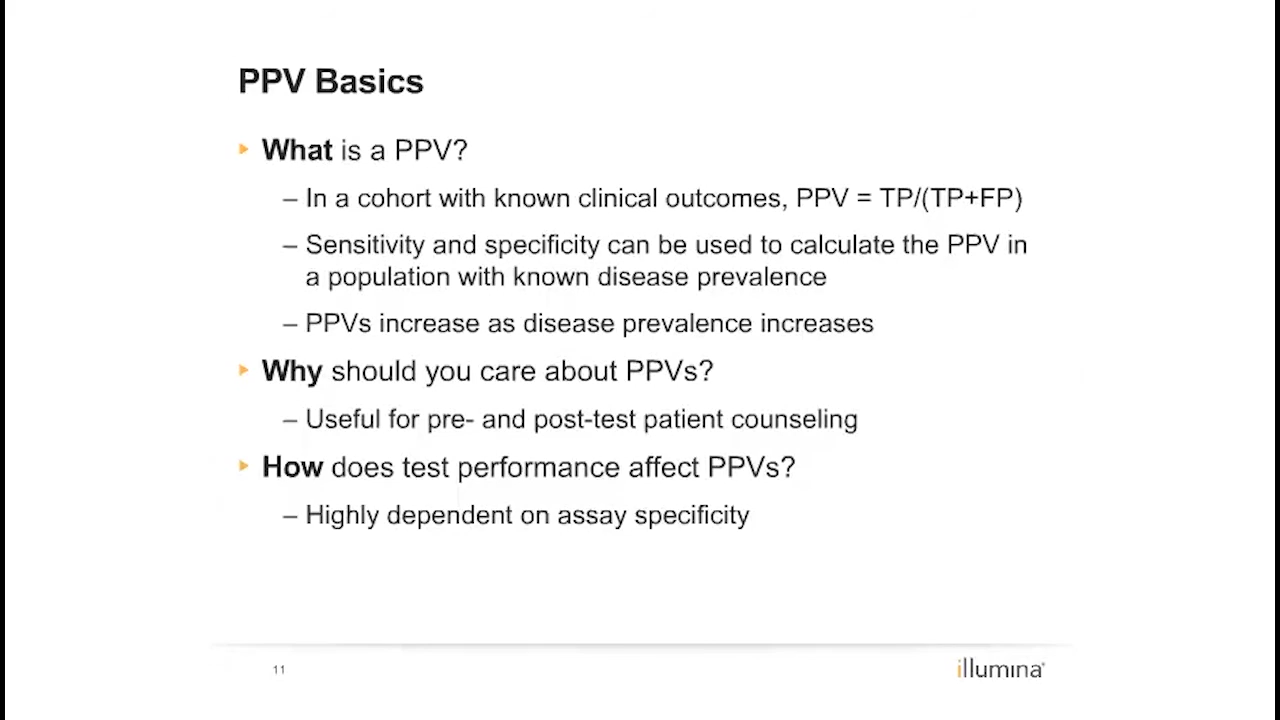 PPV Basics
What is a PPV?
– In a cohort with known clinical outcomes, PPV = TP/(TP+FP)
– Sensitivity and specificity can be used to calculate the PPV in
a population with known disease prevalence
– PPVs increase as disease prevalence increases
Why should you care about PPVs?
– Useful for pre- and post-test patient counseling
How does test performance affect PPVs?
– Highly dependent on assay specificity
11
illumina